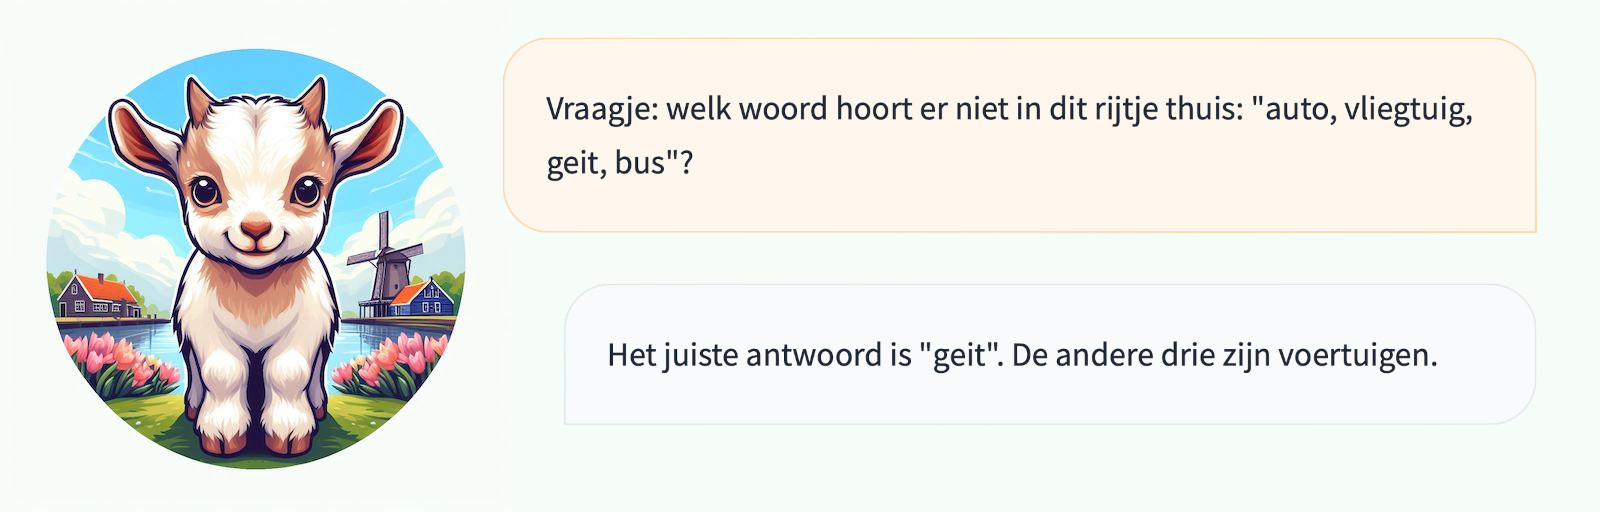 Vraagje: welk woord hoort er niet in dit rijtje thuis: "auto, vliegtuig,
geit, bus"?
Het juiste antwoord is "geit". De andere drie zijn voertuigen.